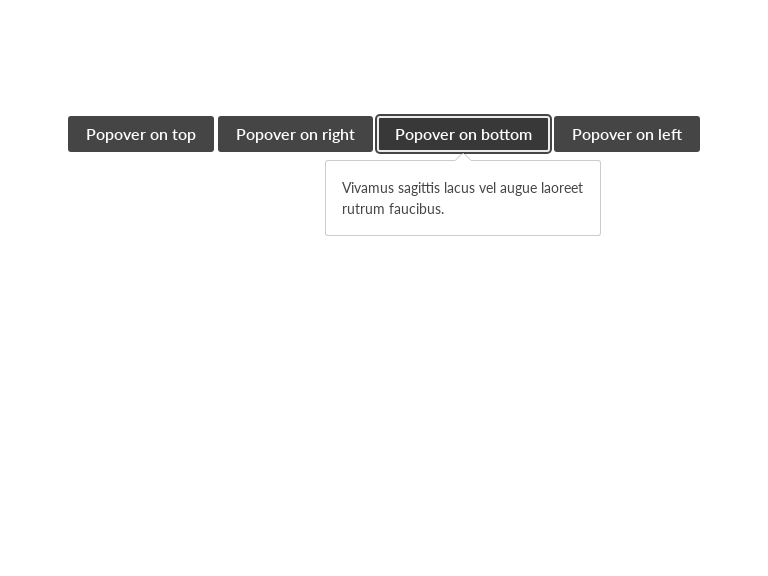 Popover on top
Popover on right
Popover on bottom
Popover on left
Vivamus sagittis lacus vel augue laoreet
rutrum faucibus.